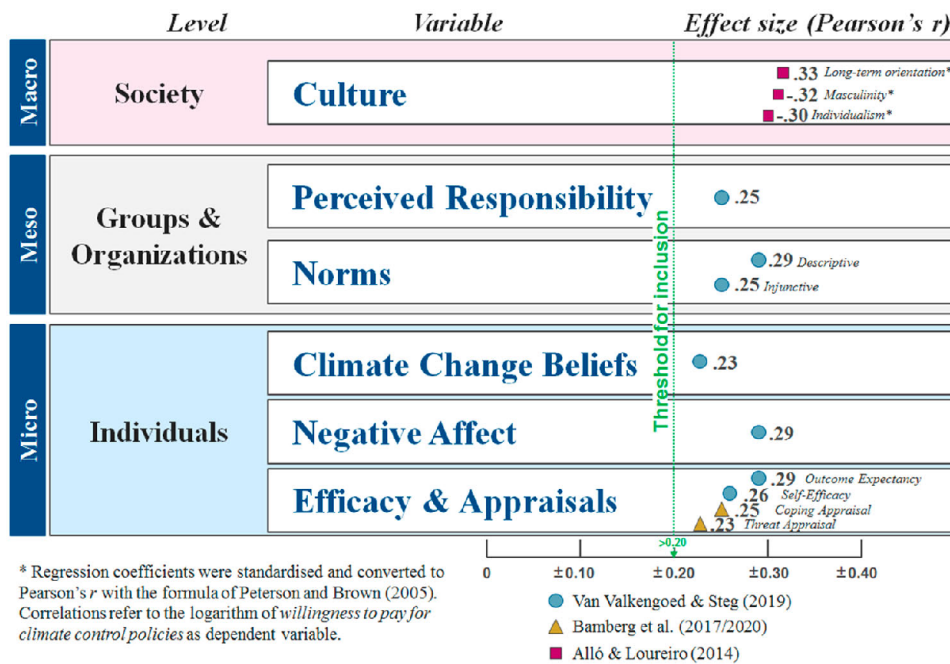 Level Variable Effect size (Pearson's r)
Macro
Society
Culture
.33 Long-term orientation*
-.32 Masculinity*
-.30 Individualism*
Meso
Groups &
Organizations
Perceived Responsibility
.25
Norms
.29 Descriptive
.25 Injunctive
Threshold for inclusion
Micro
Individuals
Climate Change Beliefs
.23
Negative Affect
.29
Efficacy & Appraisals
.29 Outcome Expectancy
.26 Self-Efficacy
.25 Coping Appraisal
.23 Threat Appraisal
>0.20
0 ±0.10 ±0.20 ±0.30 ±0.40
* Regression coefficients were standardised and converted to
Pearson's r with the formula of Peterson and Brown (2005).
Correlations refer to the logarithm of willingness to pay for
climate control policies as dependent variable.
Van Valkengoed & Steg (2019)
Bamberg et al. (2017/2020)
Alló & Loureiro (2014)